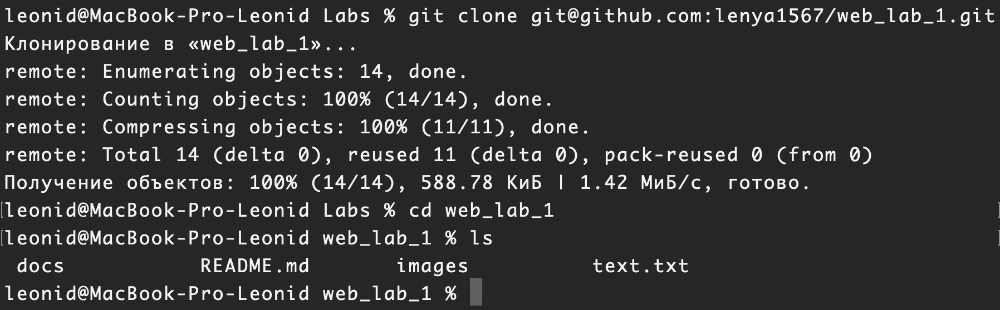 leonid@MacBook-Pro-Leonid Labs % git clone git@github.com:lenya1567/web_lab_1.git
Клонирование в «web_lab_1»...
remote: Enumerating objects: 14, done.
remote: Counting objects: 100% (14/14), done.
remote: Compressing objects: 100% (11/11), done.
remote: Total 14 (delta 0), reused 11 (delta 0), pack-reused 0 (from 0)
Получение объектов: 100% (14/14), 588.78 КиБ | 1.42 МиБ/с, готово.
[leonid@MacBook-Pro-Leonid Labs % cd web_lab_1 ]
[leonid@MacBook-Pro-Leonid web_lab_1 % ls ]
docs README.md images text.txt
leonid@MacBook-Pro-Leonid web_lab_1 %